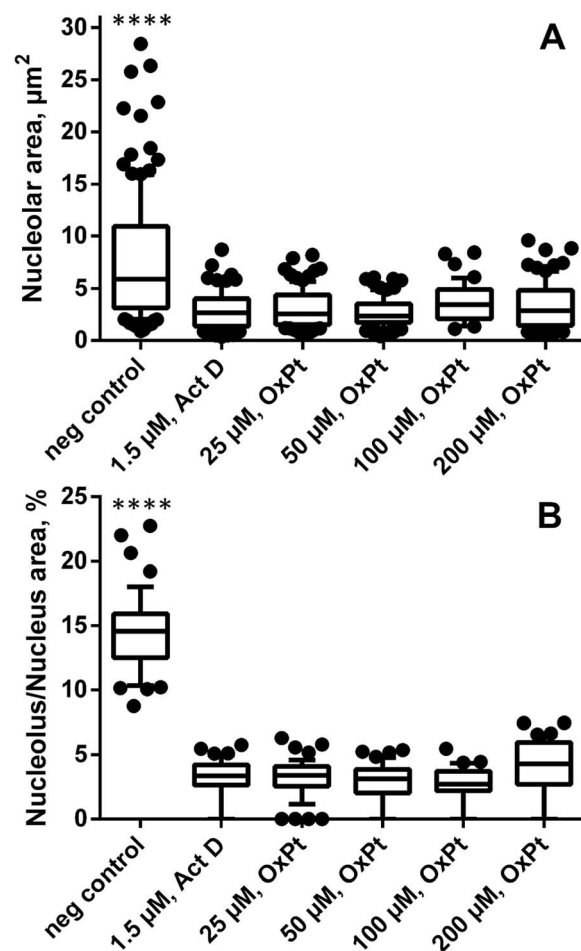 ****
A
30
25
20
15
10
5
0
Nucleolar area, µm²
neg control
1.5 µM, Act D
25 µM, OxPt
50 µM, OxPt
100 µM, OxPt
200 µM, OxPt
****
B
25
20
15
10
5
0
Nucleolus/Nucleus area, %
neg control
1.5 µM, Act D
25 µM, OxPt
50 µM, OxPt
100 µM, OxPt
200 µM, OxPt